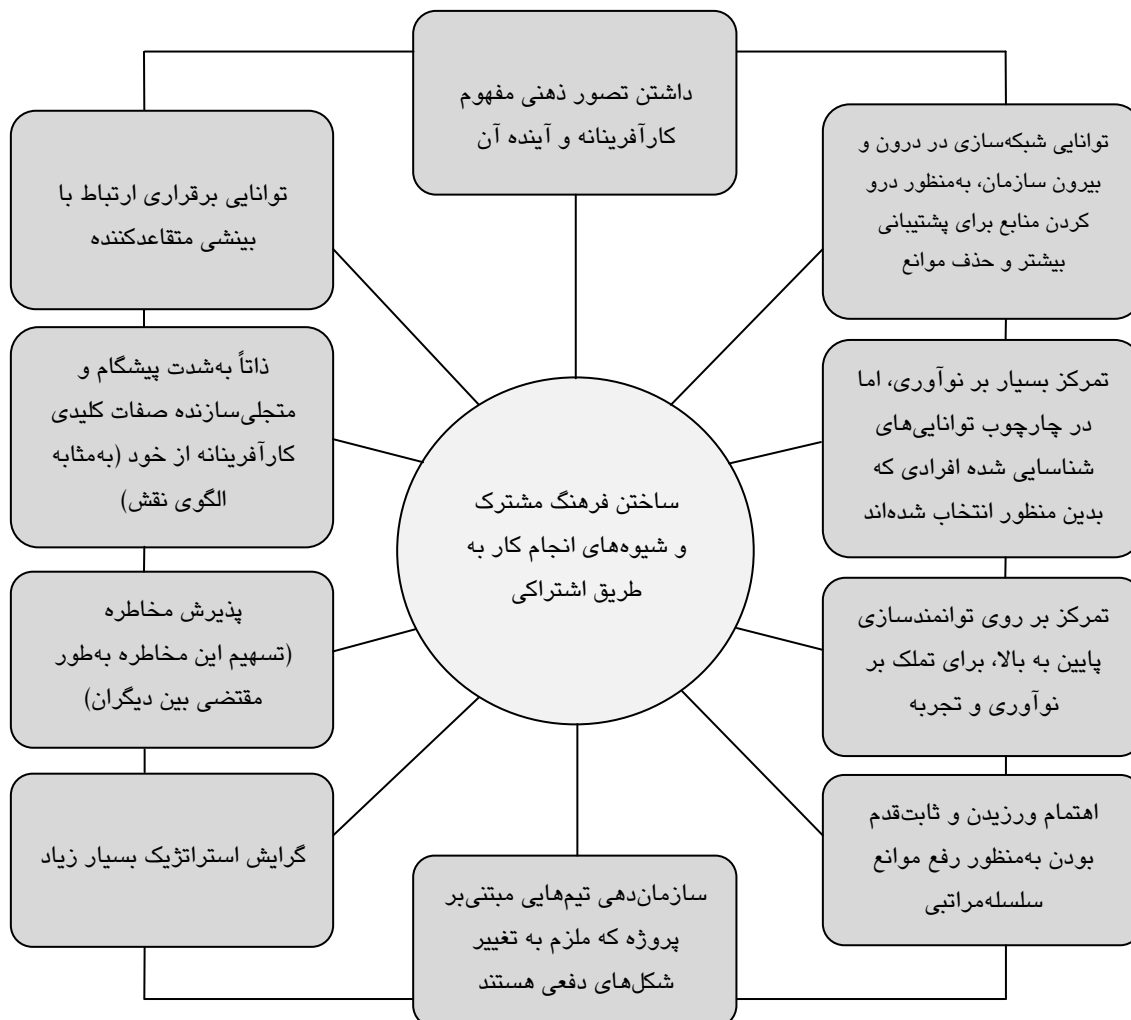 داشتن تصور ذهنی مفهوم
کارآفرینانه و آینده آن
توانایی شبکه‌سازی در درون و
بیرون سازمان، به‌منظور درو
کردن منابع برای پشتیبانی
بیشتر و حذف موانع
تمرکز بسیار بر نوآوری، اما
در چارچوب توانایی‌های
شناسایی شده افرادی که
بدین منظور انتخاب شده‌اند
تمرکز بر روی توانمندسازی
پایین به بالا، برای تملک بر
نوآوری و تجربه
اهتمام ورزیدن و ثابت‌قدم
بودن به‌منظور رفع موانع
سلسله‌مراتبی
سازمان‌دهی تیم‌هایی مبتنی‌بر
پروژه که ملزم به تغییر
شکل‌های دفعی هستند
گرایش استراتژیک بسیار زیاد
پذیرش مخاطره
(تسهیم این مخاطره به‌طور
مقتضی بین دیگران)
ذاتاً به‌شدت پیشگام و
متجلی‌سازنده صفات کلیدی
کارآفرینانه از خود (به‌مثابه
الگوی نقش)
توانایی برقراری ارتباط با
بینشی متقاعدکننده
ساختن فرهنگ مشترک
و شیوه‌های انجام کار به
طریق اشتراکی